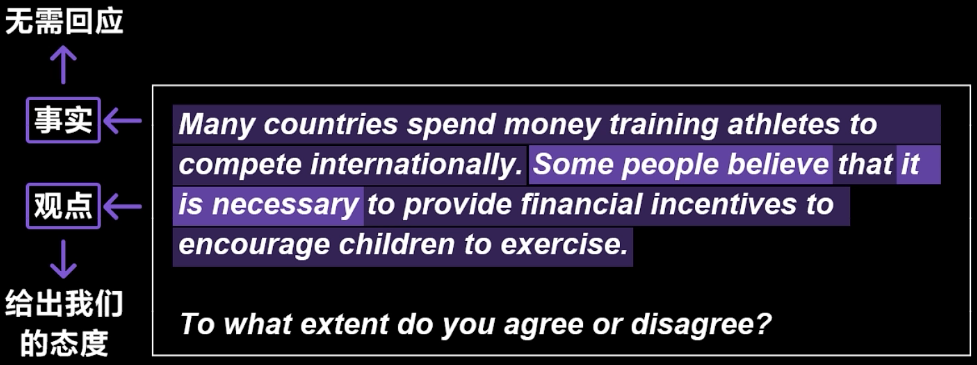 无需回应
事实
观点
给出我们
的态度
Many countries spend money training athletes to
compete internationally. Some people believe that it
is necessary to provide financial incentives to
encourage children to exercise.
To what extent do you agree or disagree?